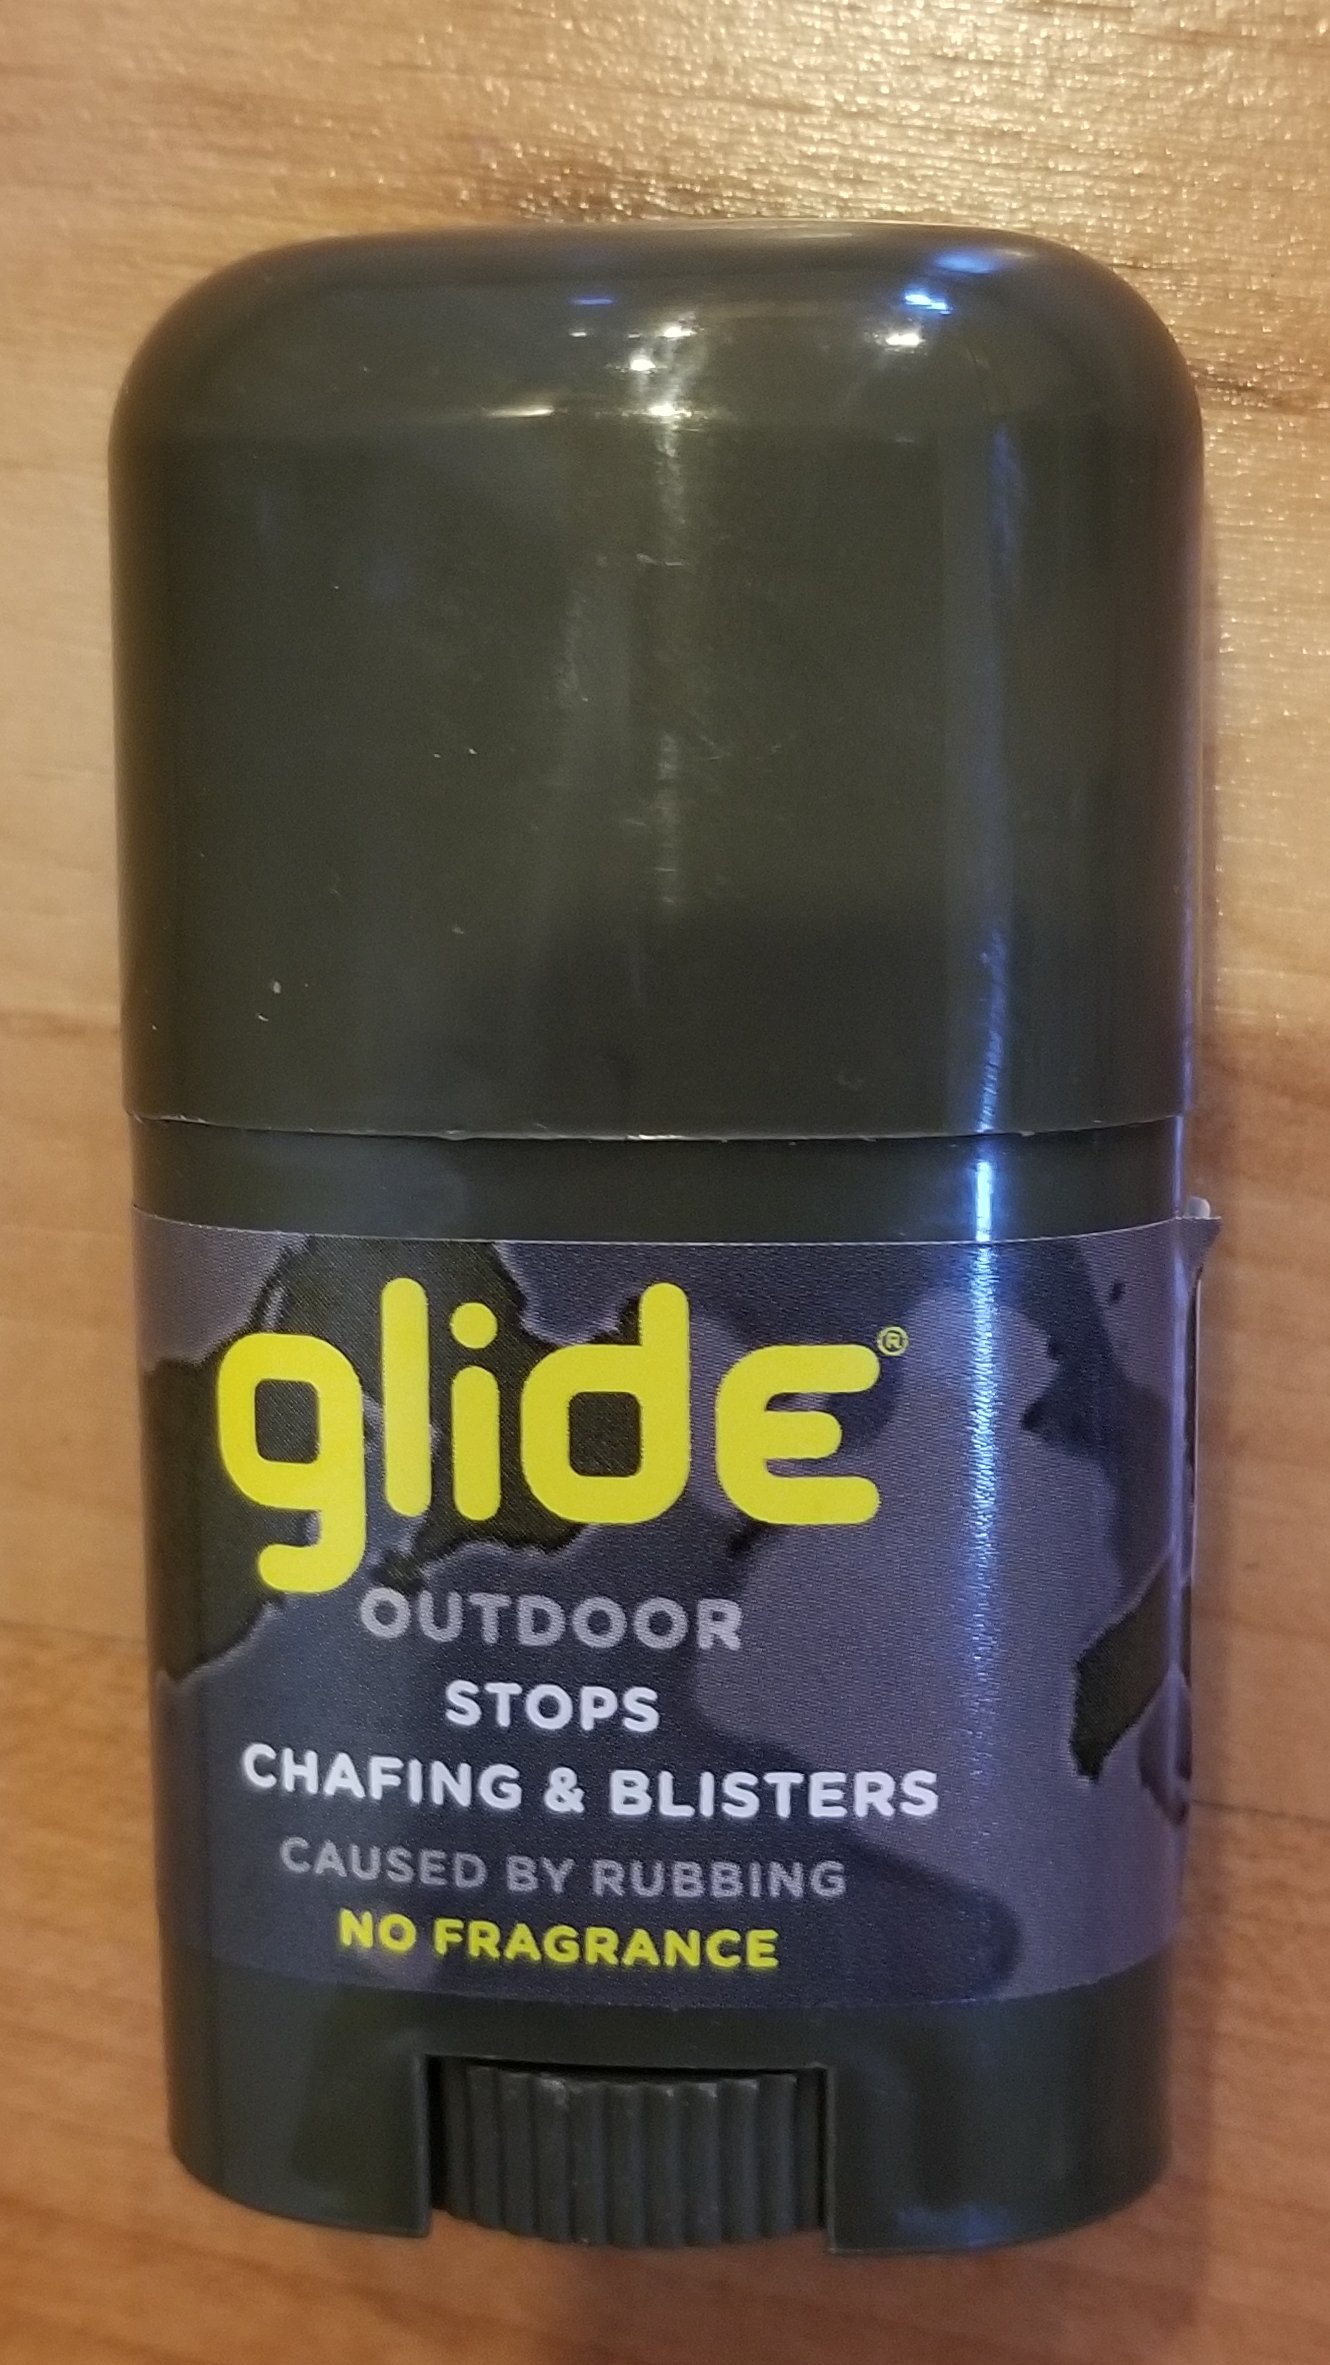 glide®
OUTDOOR
STOPS
CHAFING & BLISTERS
CAUSED BY RUBBING
NO FRAGRANCE